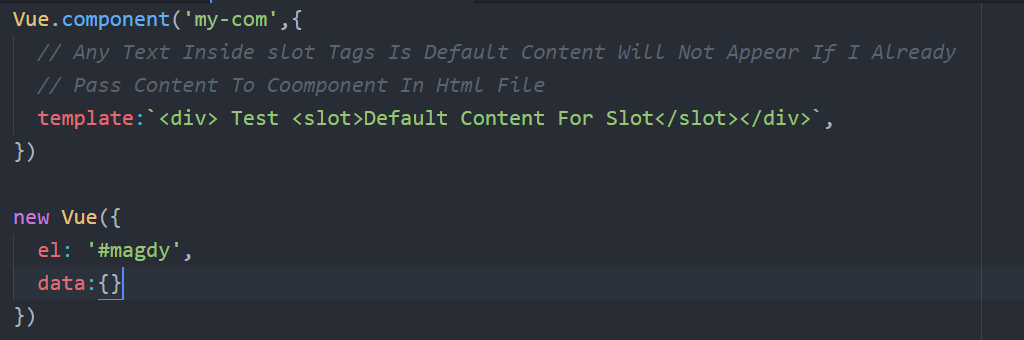 Vue.component('my-com',{
// Any Text Inside slot Tags Is Default Content Will Not Appear If I Already
// Pass Content To Coomponent In Html File
template:`<div> Test <slot>Default Content For Slot</slot></div>`,
})
new Vue({
el: '#magdy',
data:{}
})